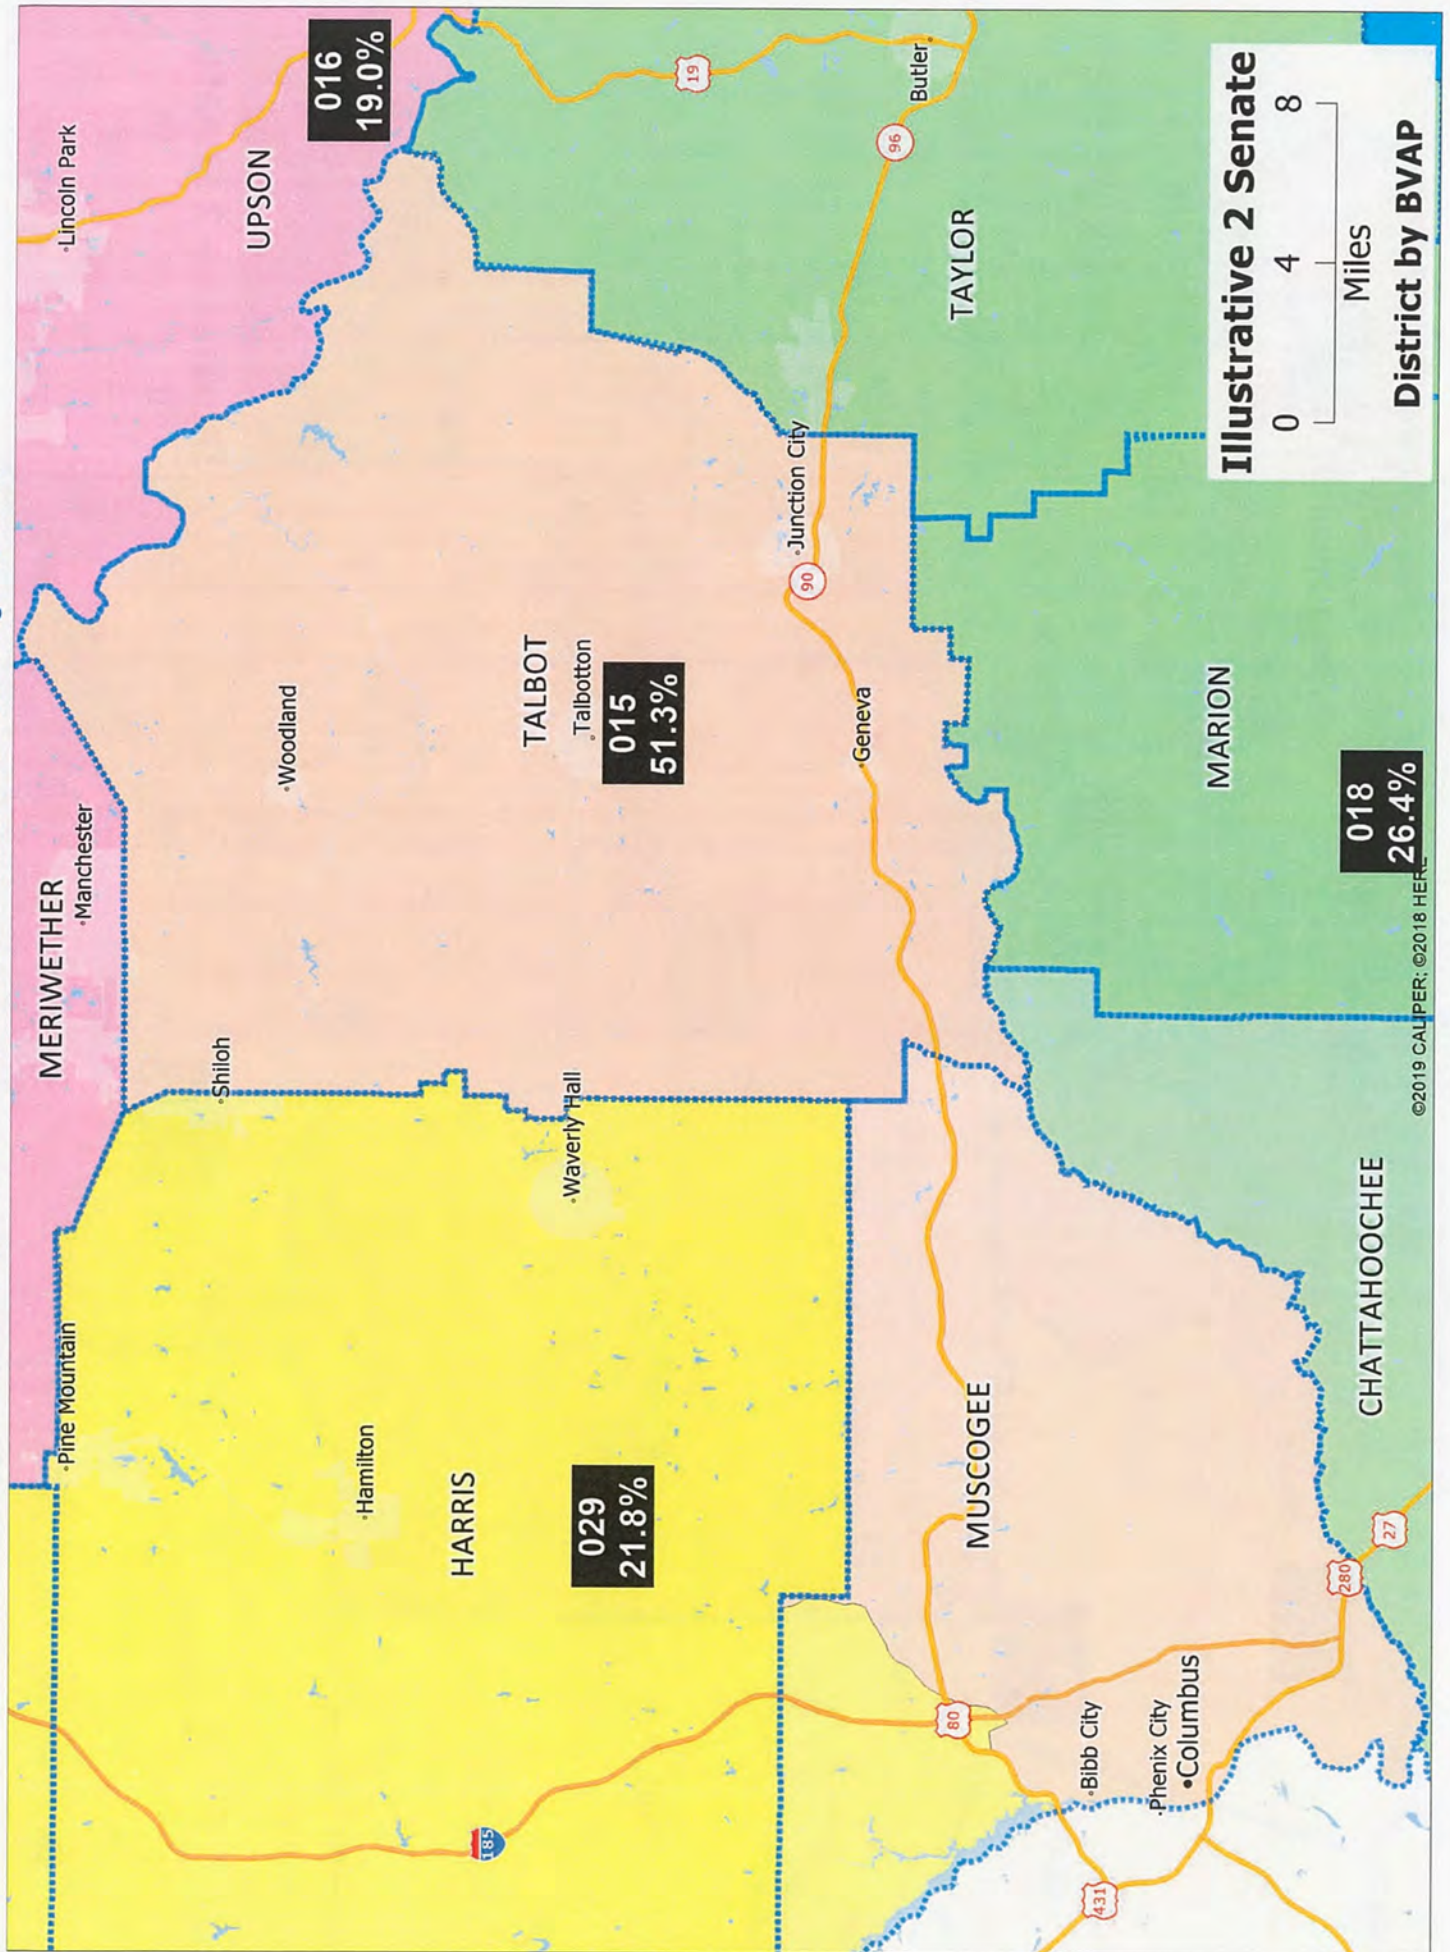 MERIWETHER
Pine Mountain
Lincoln Park
Manchester
Shiloh
UPSON
Woodland
016
19.0%
Hamilton
HARRIS
185
TALBOT
Waverly Hall
Talbotton
029
21.8%
015
51.3%
19
Junction City
90
Geneva
96
Butler
80
TAYLOR
MUSCOGEE
Bibb City
431
Phenix City
Columbus
MARION
Illustrative 2 Senate
0 4 8
Miles
280
018
26.4%
CHATTAHOOCHEE
27
District by BVAP
©2019 CALIPER; ©2018 HERE